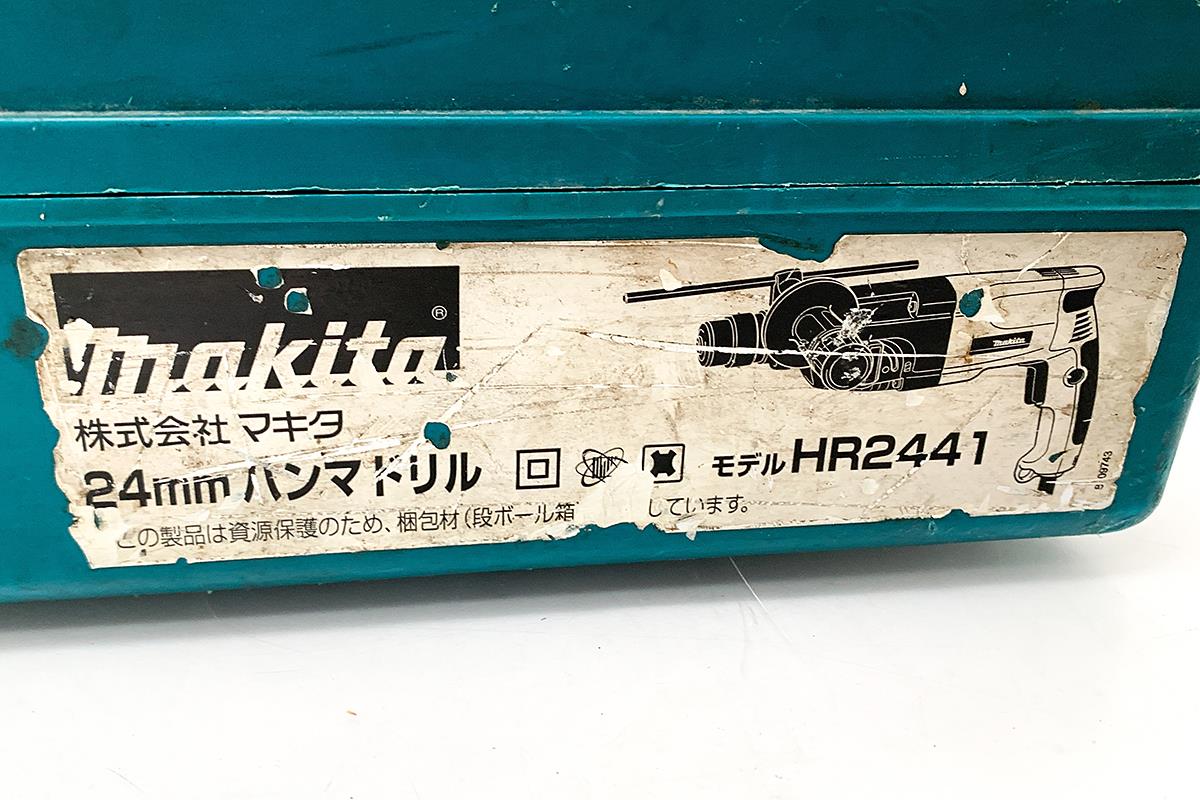 makita®
株式会社 マキタ
24mm ハンマドリル モデル HR2441
この製品は資源保護のため、梱包材(段ボール箱 しています。
makita